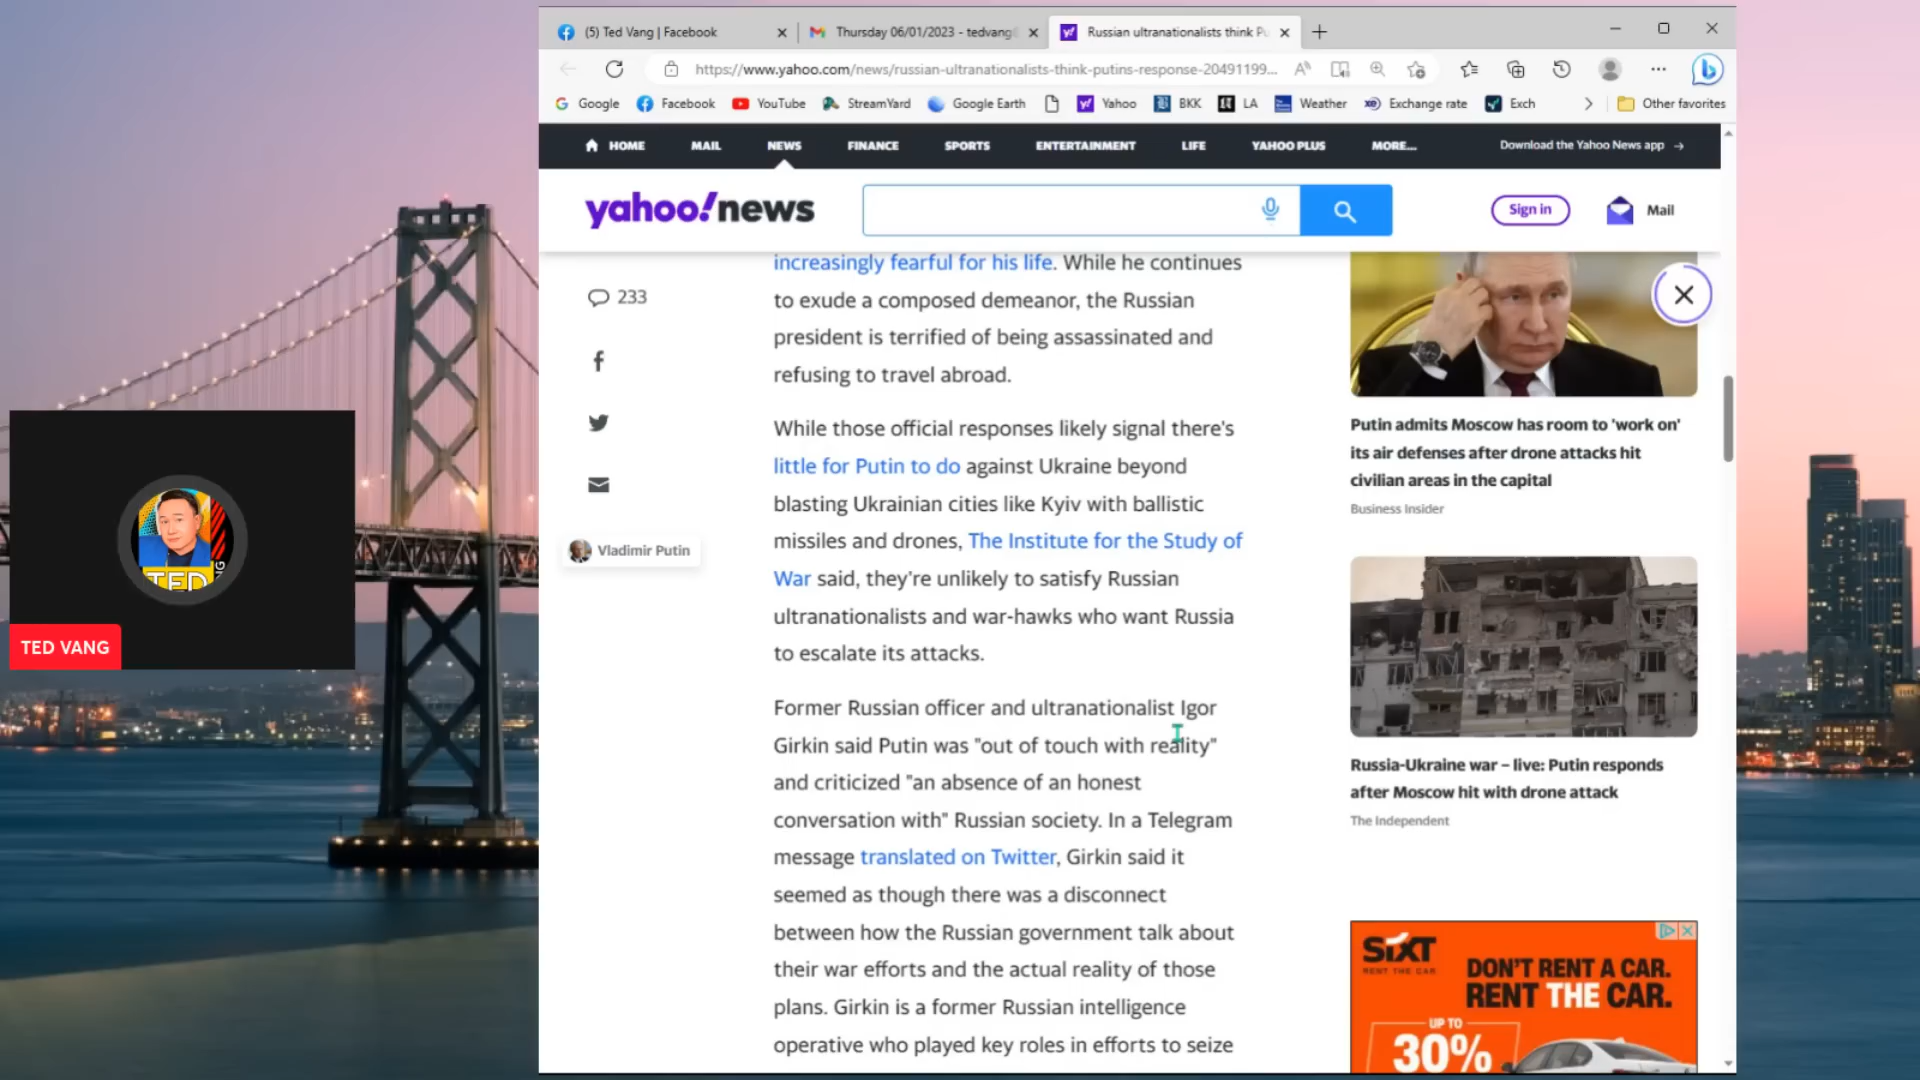 (5) Ted Vang | Facebook
Thursday 06/01/2023 - tedvang
Russian ultranationalists think Pu
https://www.yahoo.com/news/russian-ultranationalists-think-putins-response-20491199...
Google
Facebook
YouTube
StreamYard
Google Earth
Yahoo
BKK
LA
Weather
Exchange rate
Exch
Other favorites
HOME
MAIL
NEWS
FINANCE
SPORTS
ENTERTAINMENT
LIFE
YAHOO PLUS
MORE...
Download the Yahoo News app →
yahoo!news
Sign in
Mail
233
Vladimir Putin
increasingly fearful for his life. While he continues
to exude a composed demeanor, the Russian
president is terrified of being assassinated and
refusing to travel abroad.
While those official responses likely signal there's
little for Putin to do against Ukraine beyond
blasting Ukrainian cities like Kyiv with ballistic
missiles and drones, The Institute for the Study of
War said, they're unlikely to satisfy Russian
ultranationalists and war-hawks who want Russia
to escalate its attacks.
Former Russian officer and ultranationalist Igor
Girkin said Putin was "out of touch with reality"
and criticized "an absence of an honest
conversation with" Russian society. In a Telegram
message translated on Twitter, Girkin said it
seemed as though there was a disconnect
between how the Russian government talk about
their war efforts and the actual reality of those
plans. Girkin is a former Russian intelligence
operative who played key roles in efforts to seize
Putin admits Moscow has room to 'work on'
its air defenses after drone attacks hit
civilian areas in the capital
Business Insider
Russia-Ukraine war – live: Putin responds
after Moscow hit with drone attack
The Independent
SIXT
RENT THE CAR
DON'T RENT A CAR.
RENT THE CAR.
UP TO
30%
TED
TED VANG